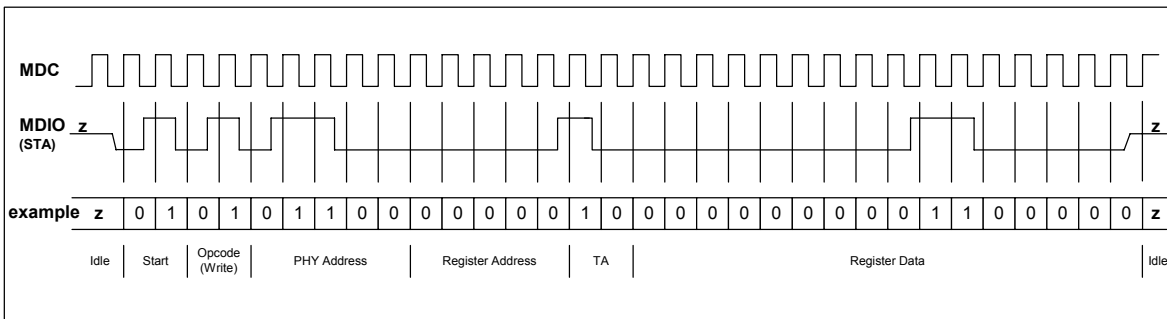 MDC
MDIO z z
(STA)
example z 0 1 0 1 0 1 1 0 0 0 0 0 0 0 1 0 0 0 0 0 0 0 0 0 0 1 1 0 0 0 0 0 z
Idle Start Opcode (Write) PHY Address Register Address TA Register Data Idle